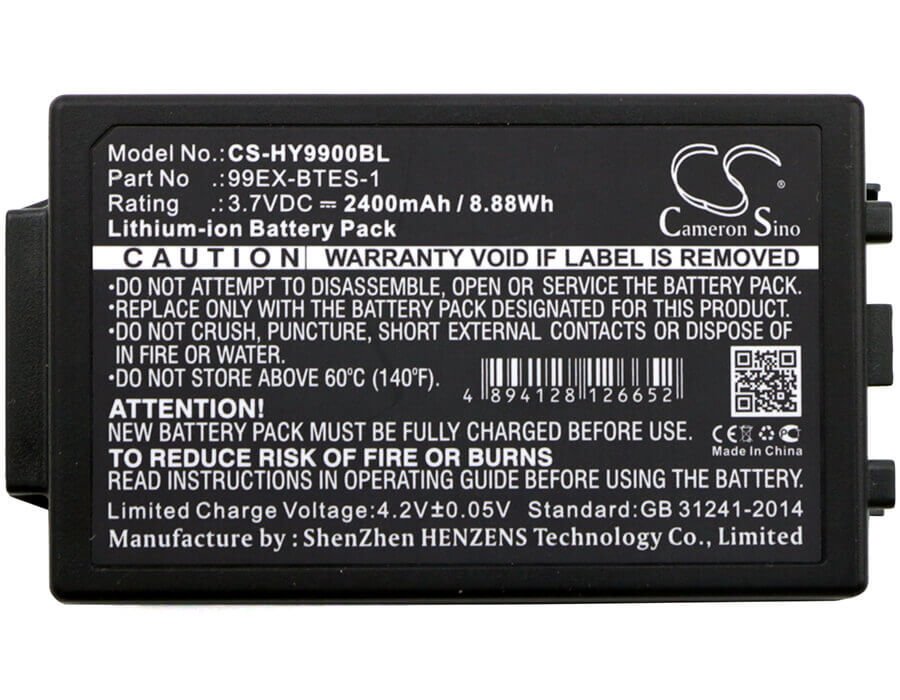 Model No.:CS-HY9900BL
Part No .:99EX-BTES-1
Rating .:3.7VDC ⎓ 2400mAh / 8.88Wh
Lithium-ion Battery Pack
CS
®
Cameron Sino
CAUTION WARRANTY VOID IF LABEL IS REMOVED
•DO NOT ATTEMPT TO DISASSEMBLE, OPEN OR SERVICE THE BATTERY PACK.
•REPLACE ONLY WITH THE BATTERY PACK DESIGNATED FOR THIS PRODUCT.
•DO NOT CRUSH, PUNCTURE, SHORT EXTERNAL CONTACTS OR DISPOSE OF
IN FIRE OR WATER.
•DO NOT STORE ABOVE 60°C (140°F).
4 894128 126652
ATTENTION!
NEW BATTERY PACK MUST BE FULLY CHARGED BEFORE USE.
CE
Made In China
TO REDUCE RISK OF FIRE OR BURNS
READ INSTRUCTIONS IN OPERATING GUIDE BEFORE USING THE BATTERY.
Limited Charge Voltage:4.2V±0.05V Standard:GB 31241-2014
Manufacture by : ShenZhen HENZENS Technology Co., Limited